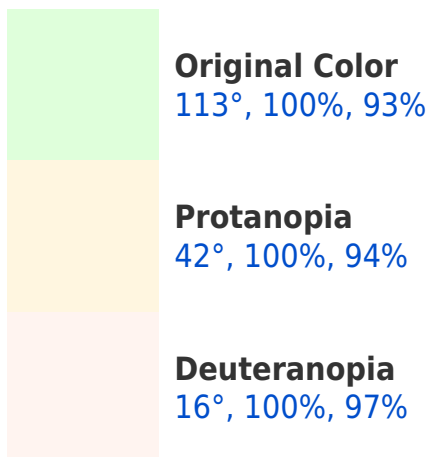 Original Color
113°, 100%, 93%
Protanopia
42°, 100%, 94%
Deuteranopia
16°, 100%, 97%